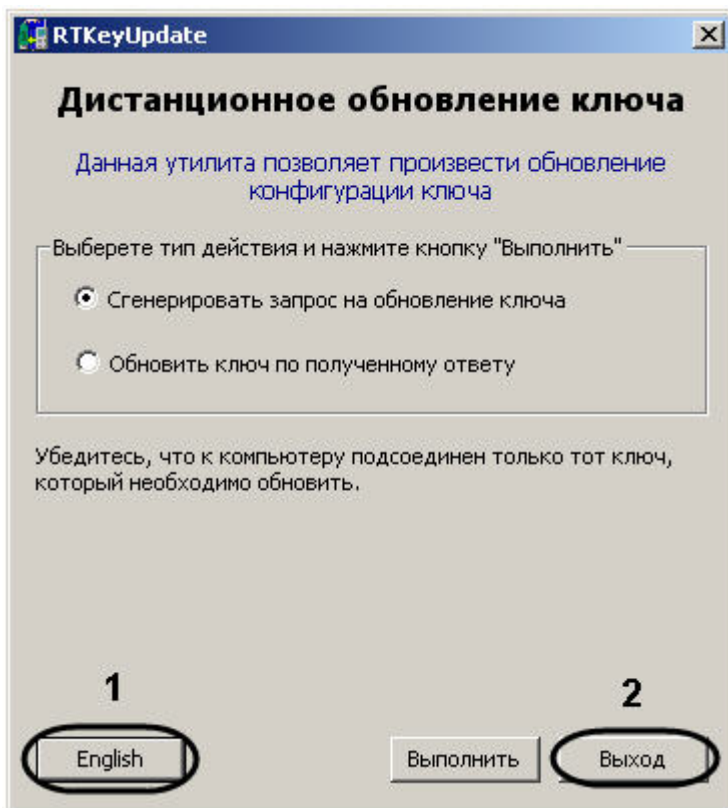 RTKeyUpdate
Дистанционное обновление ключа
Данная утилита позволяет произвести обновление
конфигурации ключа
Выберете тип действия и нажмите кнопку "Выполнить"
Сгенерировать запрос на обновление ключа
Обновить ключ по полученному ответу
Убедитесь, что к компьютеру подсоединен только тот ключ,
который необходимо обновить.
1
2
English
Выполнить
Выход